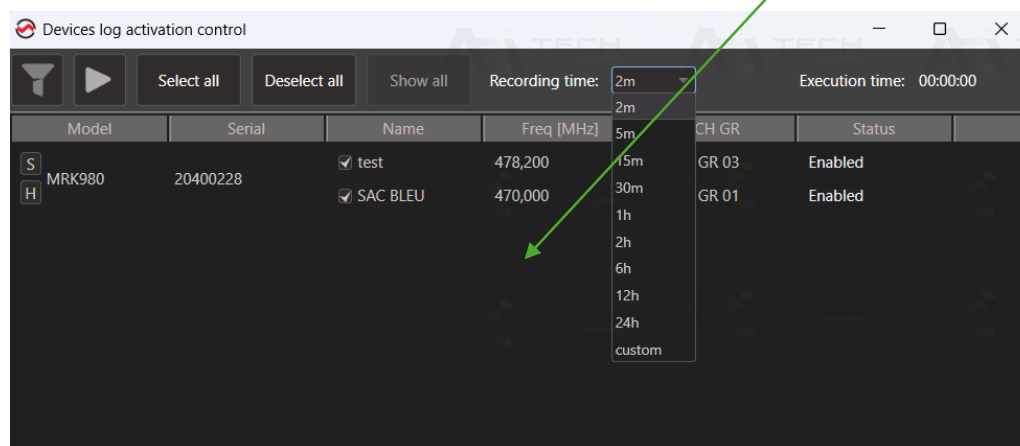 Devices log activation control
Select all Deselect all Show all Recording time: 2m Execution time: 00:00:00
2m
Model Serial Name Freq [MHz] CH GR Status
5m
S
MRK980 20400228 test 478,200 15m GR 03 Enabled
H
30m
SAC BLEU 470,000 GR 01 Enabled
1h
2h
6h
12h
24h
custom